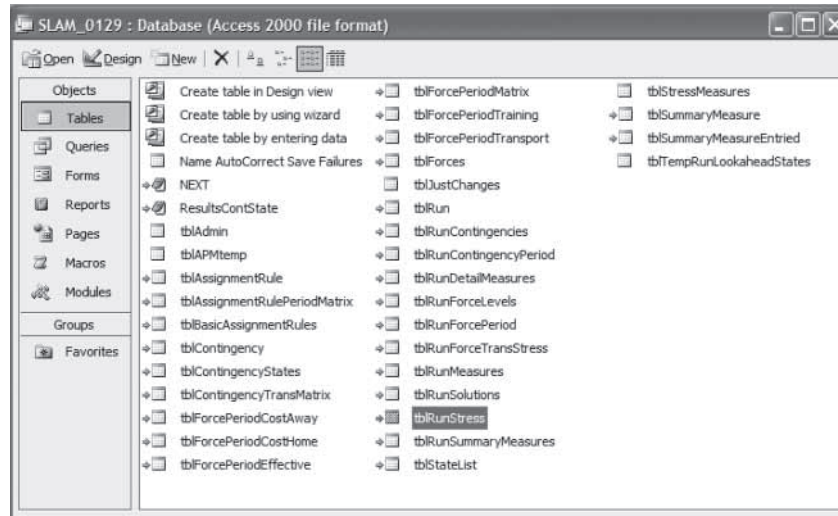 SLAM_0129 : Database (Access 2000 file format)
Open Design New
Objects
Tables
Queries
Forms
Reports
Pages
Macros
Modules
Groups
Favorites
Create table in Design view
Create table by using wizard
Create table by entering data
Name AutoCorrect Save Failures
NEXT
ResultsContState
tblAdmin
tblAPMtemp
tblAssignmentRule
tblAssignmentRulePeriodMatrix
tblBasicAssignmentRules
tblContingency
tblContingencyStates
tblContingencyTransMatrix
tblForcePeriodCostAway
tblForcePeriodCostHome
tblForcePeriodEffective
tblForcePeriodMatrix
tblForcePeriodTraining
tblForcePeriodTransport
tblForces
tblJustChanges
tblRun
tblRunContingencies
tblRunContingencyPeriod
tblRunDetailMeasures
tblRunForceLevels
tblRunForcePeriod
tblRunForceTransStress
tblRunMeasures
tblRunSolutions
tblRunStress
tblRunSummaryMeasures
tblStateList
tblStressMeasures
tblSummaryMeasure
tblSummaryMeasureEntried
tblTempRunLookaheadStates